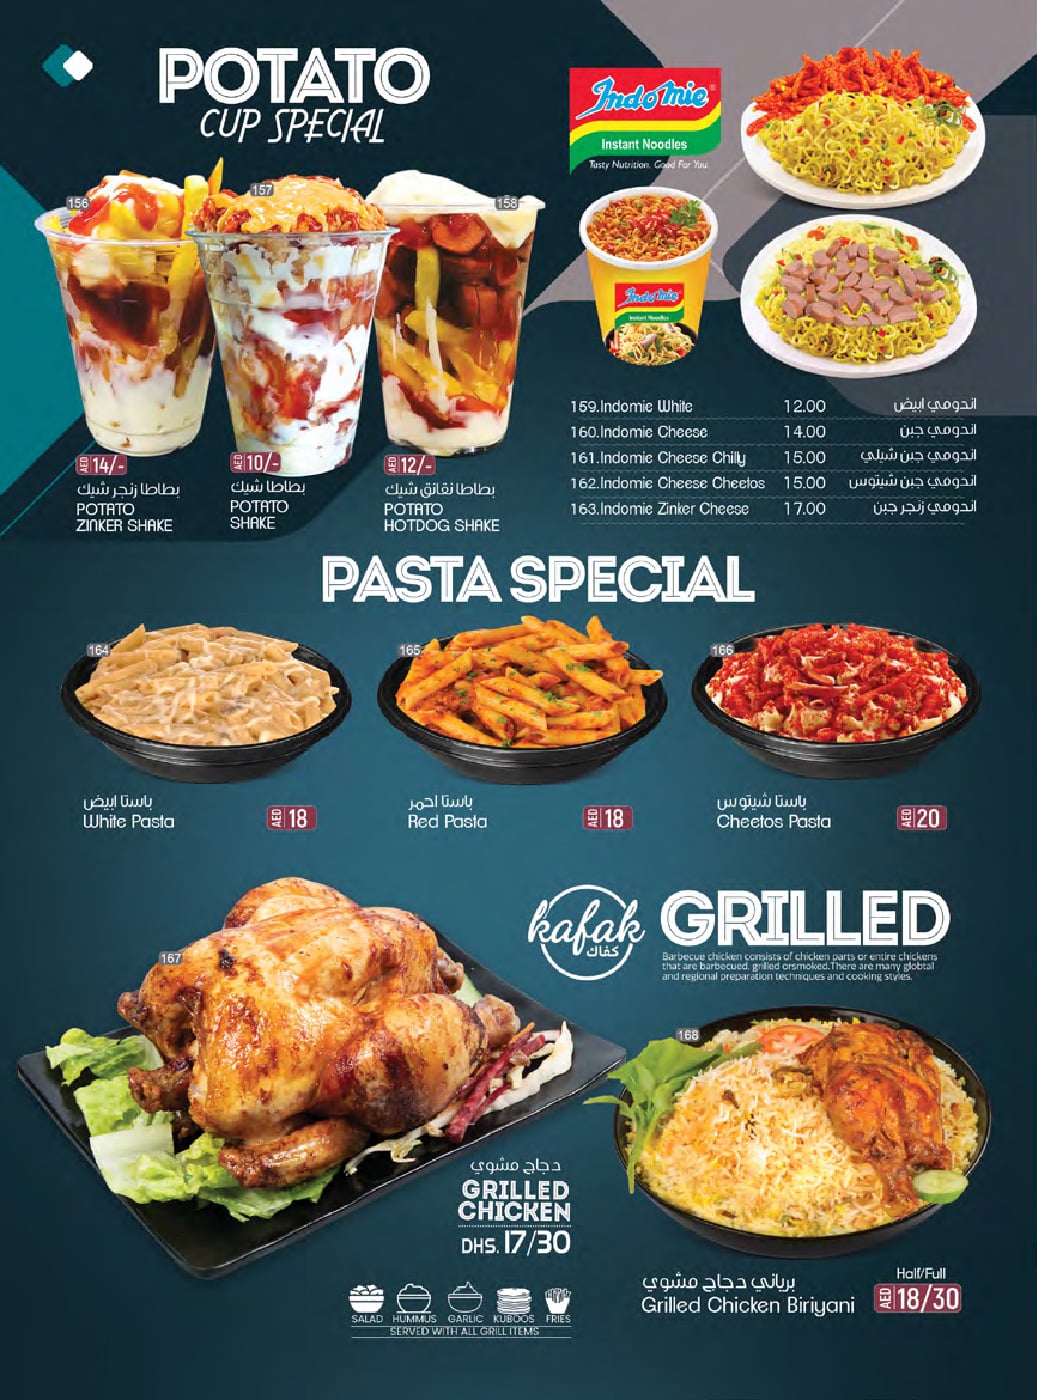 POTATO
CUP SPECIAL
156
157
158
AED 14/-
بطاطا زنجر شيك
POTATO
ZINKER SHAKE
AED 10/-
بطاطا شيك
POTATO
SHAKE
AED 12/-
بطاطا نقانق شيك
POTATO
HOTDOG SHAKE
Indomie
Instant Noodles
Tasty Nutrition. Good For You.
Indomie
Instant Noodles
159.Indomie White 12.00 اندومي ابيض
160.Indomie Cheese 14.00 اندومي جبن
161.Indomie Cheese Chilly 15.00 اندومي جبن شيلي
162.Indomie Cheese Cheetos 15.00 اندومي جبن شيتوس
163.Indomie Zinker Cheese 17.00 اندومي زنجر جبن
PASTA SPECIAL
164
165
166
باستا ابيض
White Pasta
AED 18
باستا احمر
Red Pasta
AED 18
باستا شيتوس
Cheetos Pasta
AED 20
kafak
كفاك
GRILLED
Barbecue chicken consists of chicken parts or entire chickens
that are barbecued. grilled orsmoked.There are many globtal
and regional preparation techniques and cooking styles.
167
168
دجاج مشوي
GRILLED
CHICKEN
DHS. 17/30
SALAD HUMMUS GARLIC KUBOOS FRIES
SERVED WITH ALL GRILL ITEMS
برياني دجاج مشوي
Grilled Chicken Biriyani
Half/Full
AED 18/30